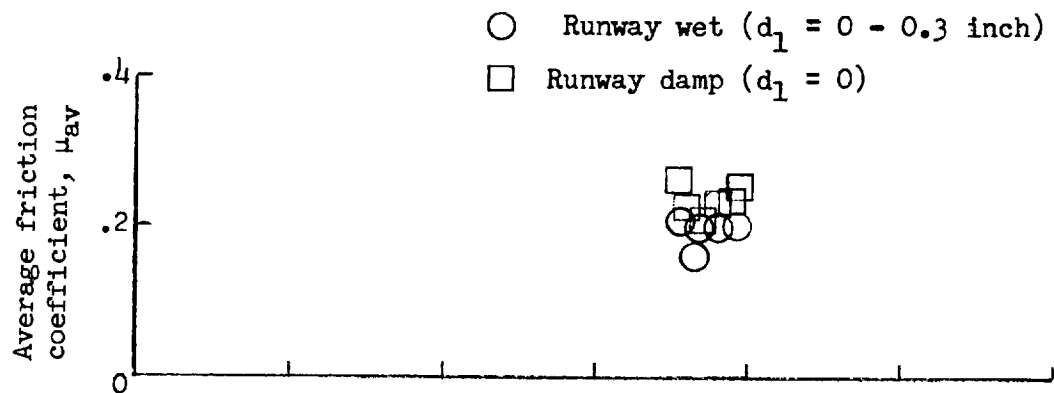 Runway wet (d₁ = 0 - 0.3 inch)
Runway damp (d₁ = 0)
.4
.2
0
Average friction
coefficient, μav